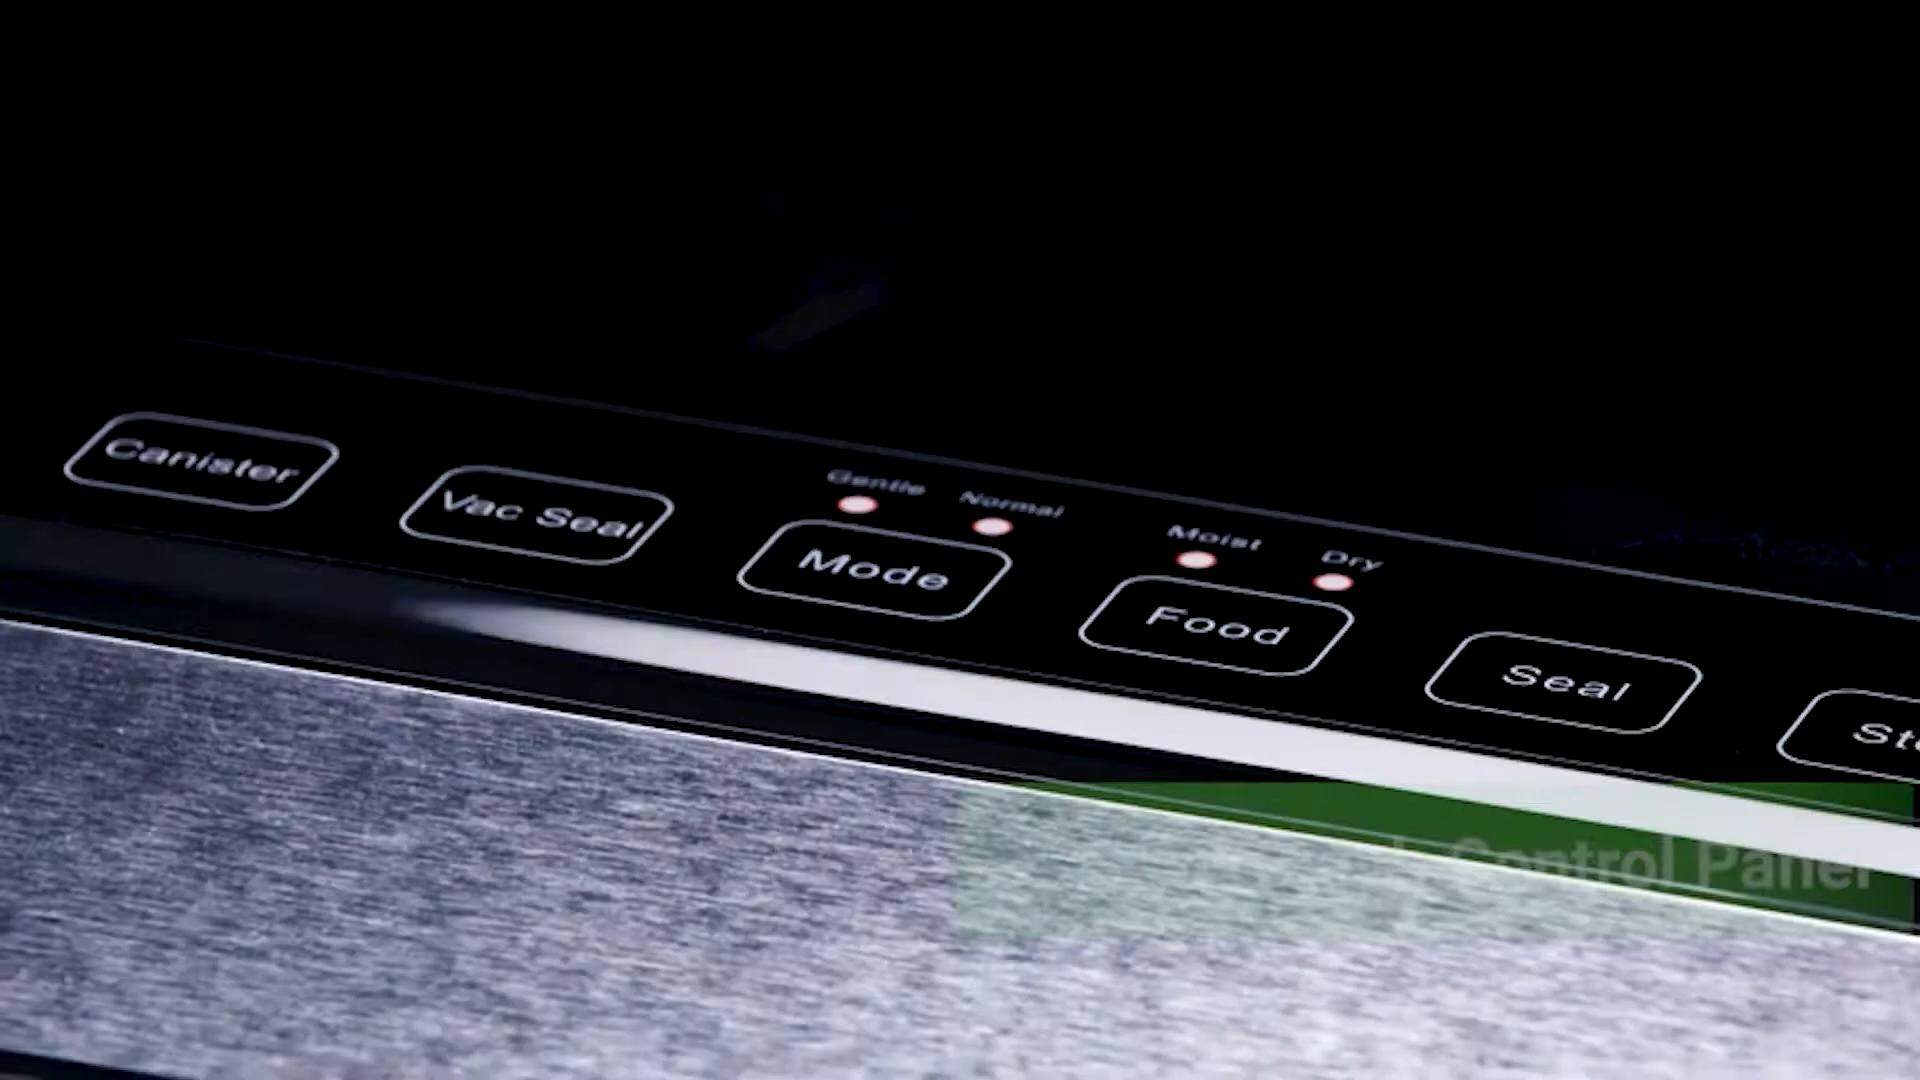 Canister
Vac Seal
Gentle Normal
Mode
Moist Dry
Food
Seal
Control Panel